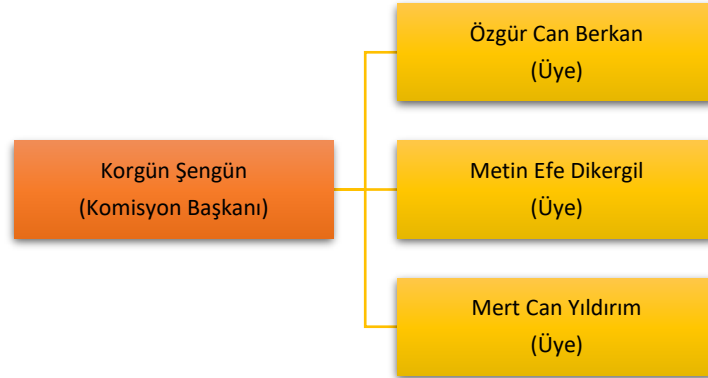 Özgür Can Berkan
(Üye)
Korgün Şengün
(Komisyon Başkanı)
Metin Efe Dikergil
(Üye)
Mert Can Yıldırım
(Üye)